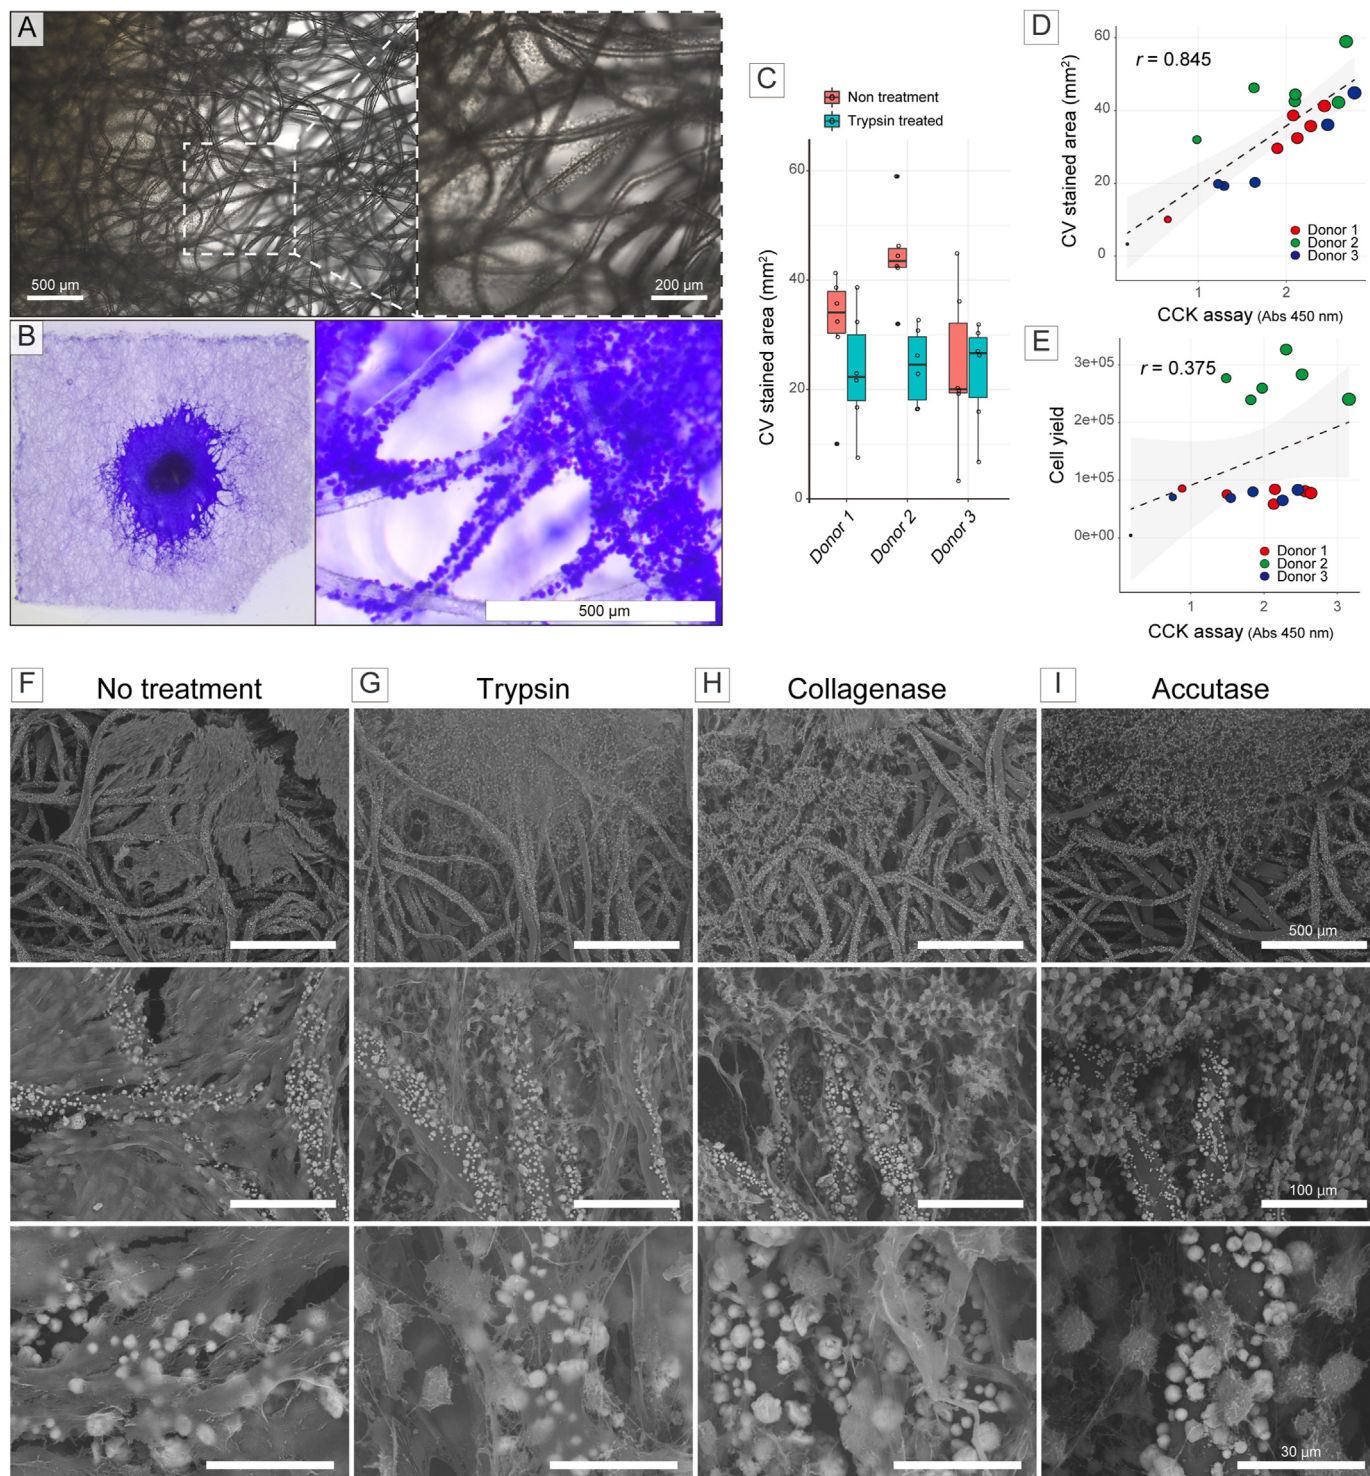 A
500 µm
200 µm
B
500 µm
C
Non treatment
Trypsin treated
CV stained area (mm²)
60
40
20
0
Donor 1
Donor 2
Donor 3
D
r = 0.845
CV stained area (mm²)
60
40
20
0
1
2
Donor 1
Donor 2
Donor 3
CCK assay (Abs 450 nm)
E
r = 0.375
Cell yield
3e+05
2e+05
1e+05
0e+00
1
2
3
Donor 1
Donor 2
Donor 3
CCK assay (Abs 450 nm)
F
No treatment
G
Trypsin
H
Collagenase
I
Accutase
500 µm
100 µm
30 µm